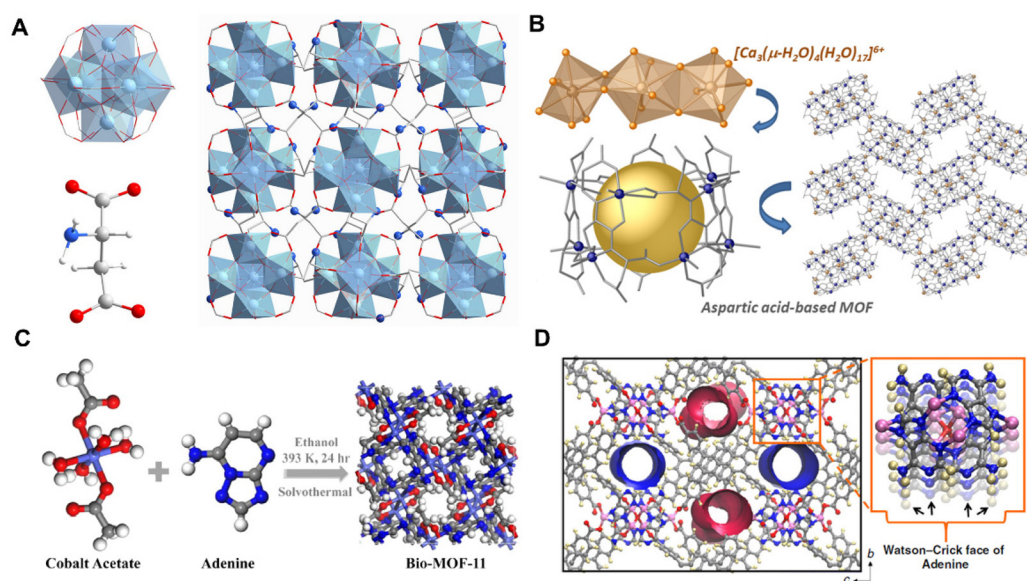 A
B
[Ca3(μ-H2O)4(H2O)17]6+
Aspartic acid-based MOF
C
Ethanol
393 K, 24 hr
Solvothermal
Cobalt Acetate
Adenine
Bio-MOF-11
D
Watson–Crick face of
Adenine
b
c